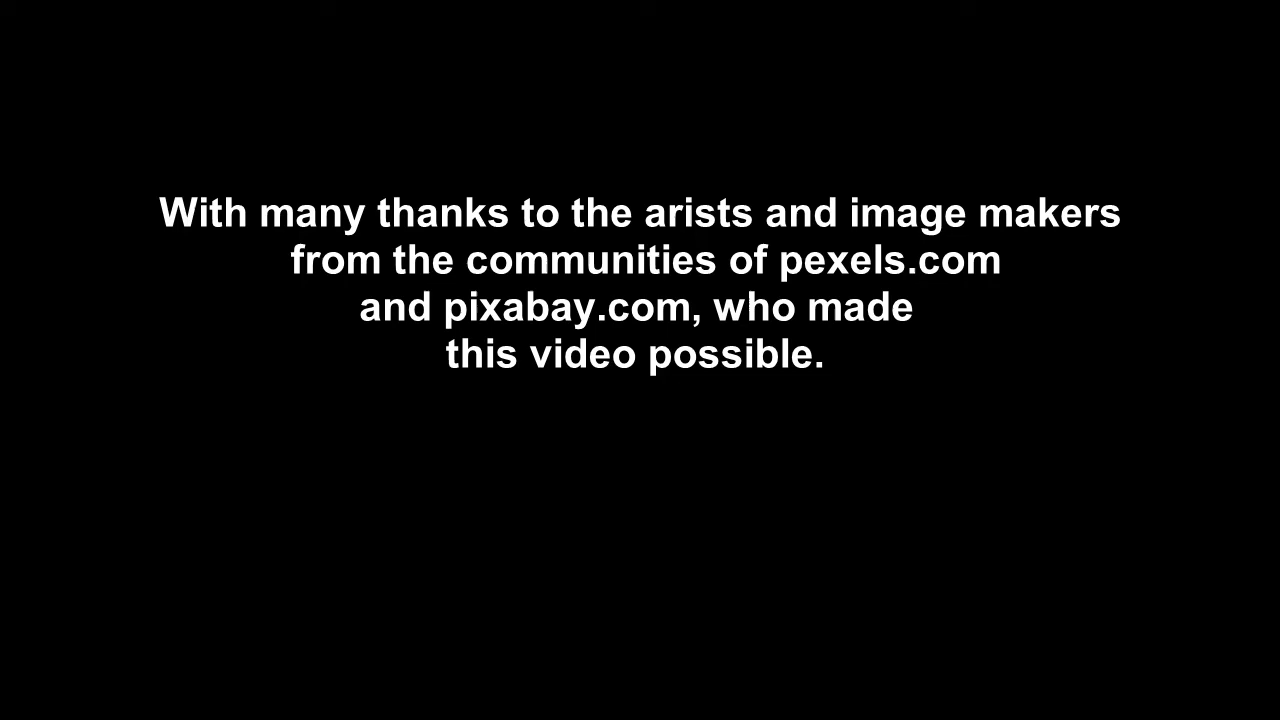 With many thanks to the arists and image makers
from the communities of pexels.com
and pixabay.com, who made
this video possible.